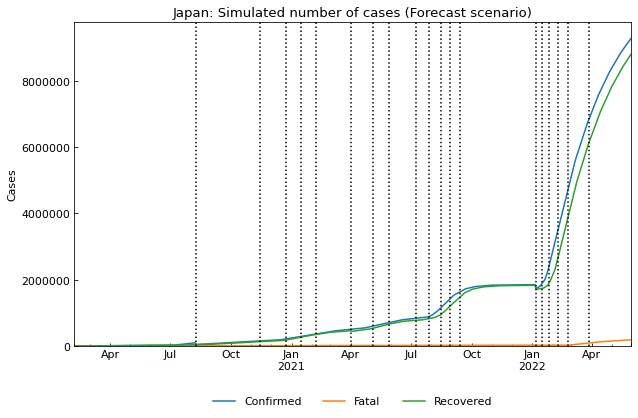 Japan: Simulated number of cases (Forecast scenario)
Cases
8000000
6000000
4000000
2000000
0
Apr Jul Oct Jan Apr Jul Oct Jan Apr
2021 2022
Confirmed Fatal Recovered